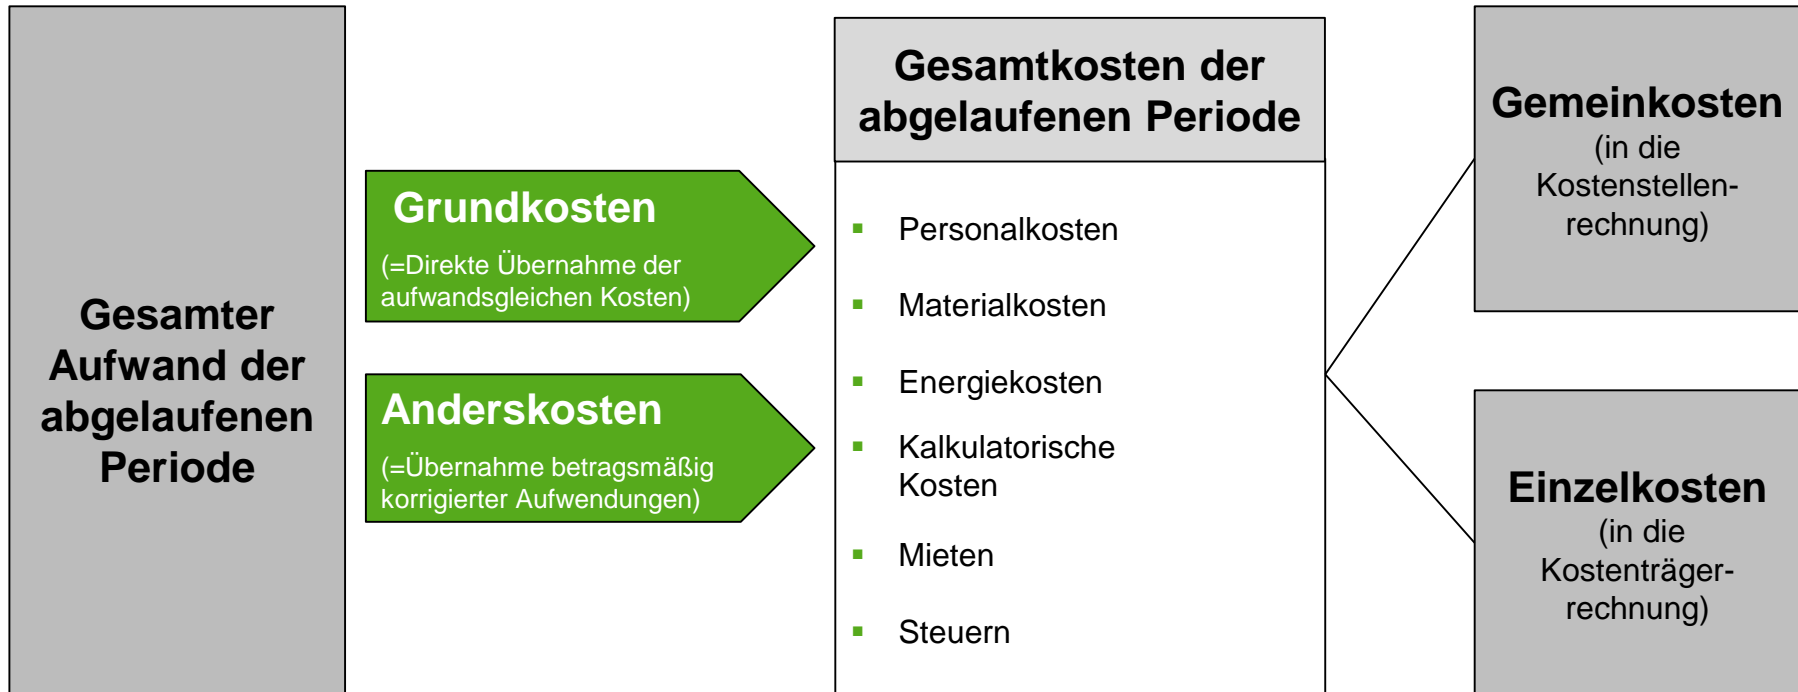 Gesamter
Aufwand der
abgelaufenen
Periode
Grundkosten
(=Direkte Übernahme der
aufwandsgleichen Kosten)
Anderskosten
(=Übernahme betragsmäßig
korrigierter Aufwendungen)
Gesamtkosten der
abgelaufenen Periode
Personalkosten
Materialkosten
Energiekosten
Kalkulatorische
Kosten
Mieten
Steuern
Gemeinkosten
(in die
Kostenstellen-
rechnung)
Einzelkosten
(in die
Kostenträger-
rechnung)